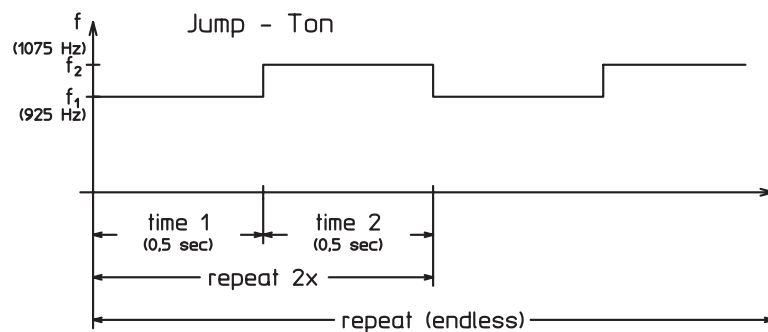 f
Jump - Ton
(1075 Hz)
f₂
f₁
(925 Hz)
time 1
(0,5 sec)
time 2
(0,5 sec)
repeat 2x
repeat (endless)